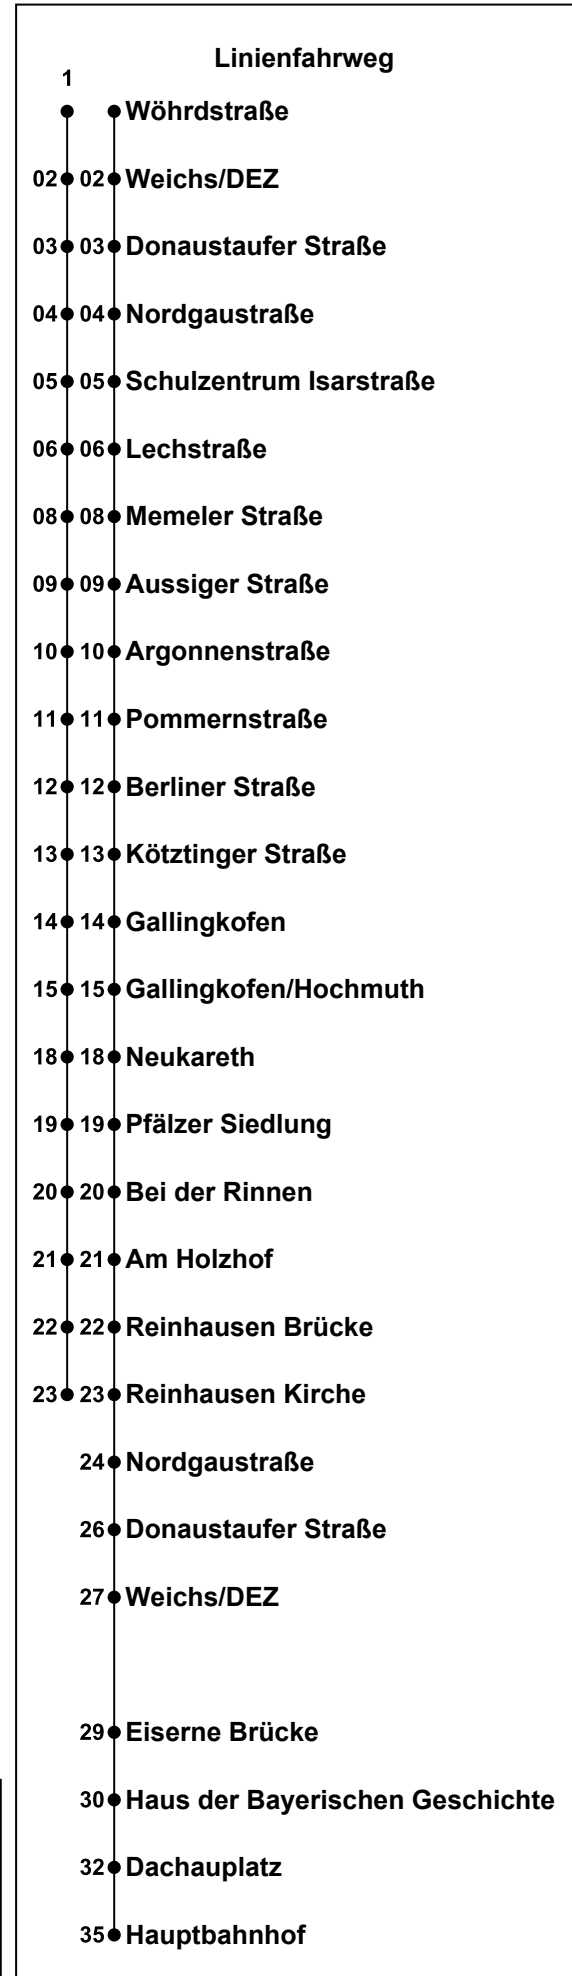 Linienfahrweg
1
Wöhrdstraße
02 02 Weichs/DEZ
03 03 Donaustaufer Straße
04 04 Nordgaustraße
05 05 Schulzentrum Isarstraße
06 06 Lechstraße
08 08 Memeler Straße
09 09 Aussiger Straße
10 10 Argonnenstraße
11 11 Pommernstraße
12 12 Berliner Straße
13 13 Kötztinger Straße
14 14 Gallingkofen
15 15 Gallingkofen/Hochmuth
18 18 Neukareth
19 19 Pfälzer Siedlung
20 20 Bei der Rinnen
21 21 Am Holzhof
22 22 Reinhausen Brücke
23 23 Reinhausen Kirche
24 Nordgaustraße
26 Donaustaufer Straße
27 Weichs/DEZ
29 Eiserne Brücke
30 Haus der Bayerischen Geschichte
32 Dachauplatz
35 Hauptbahnhof